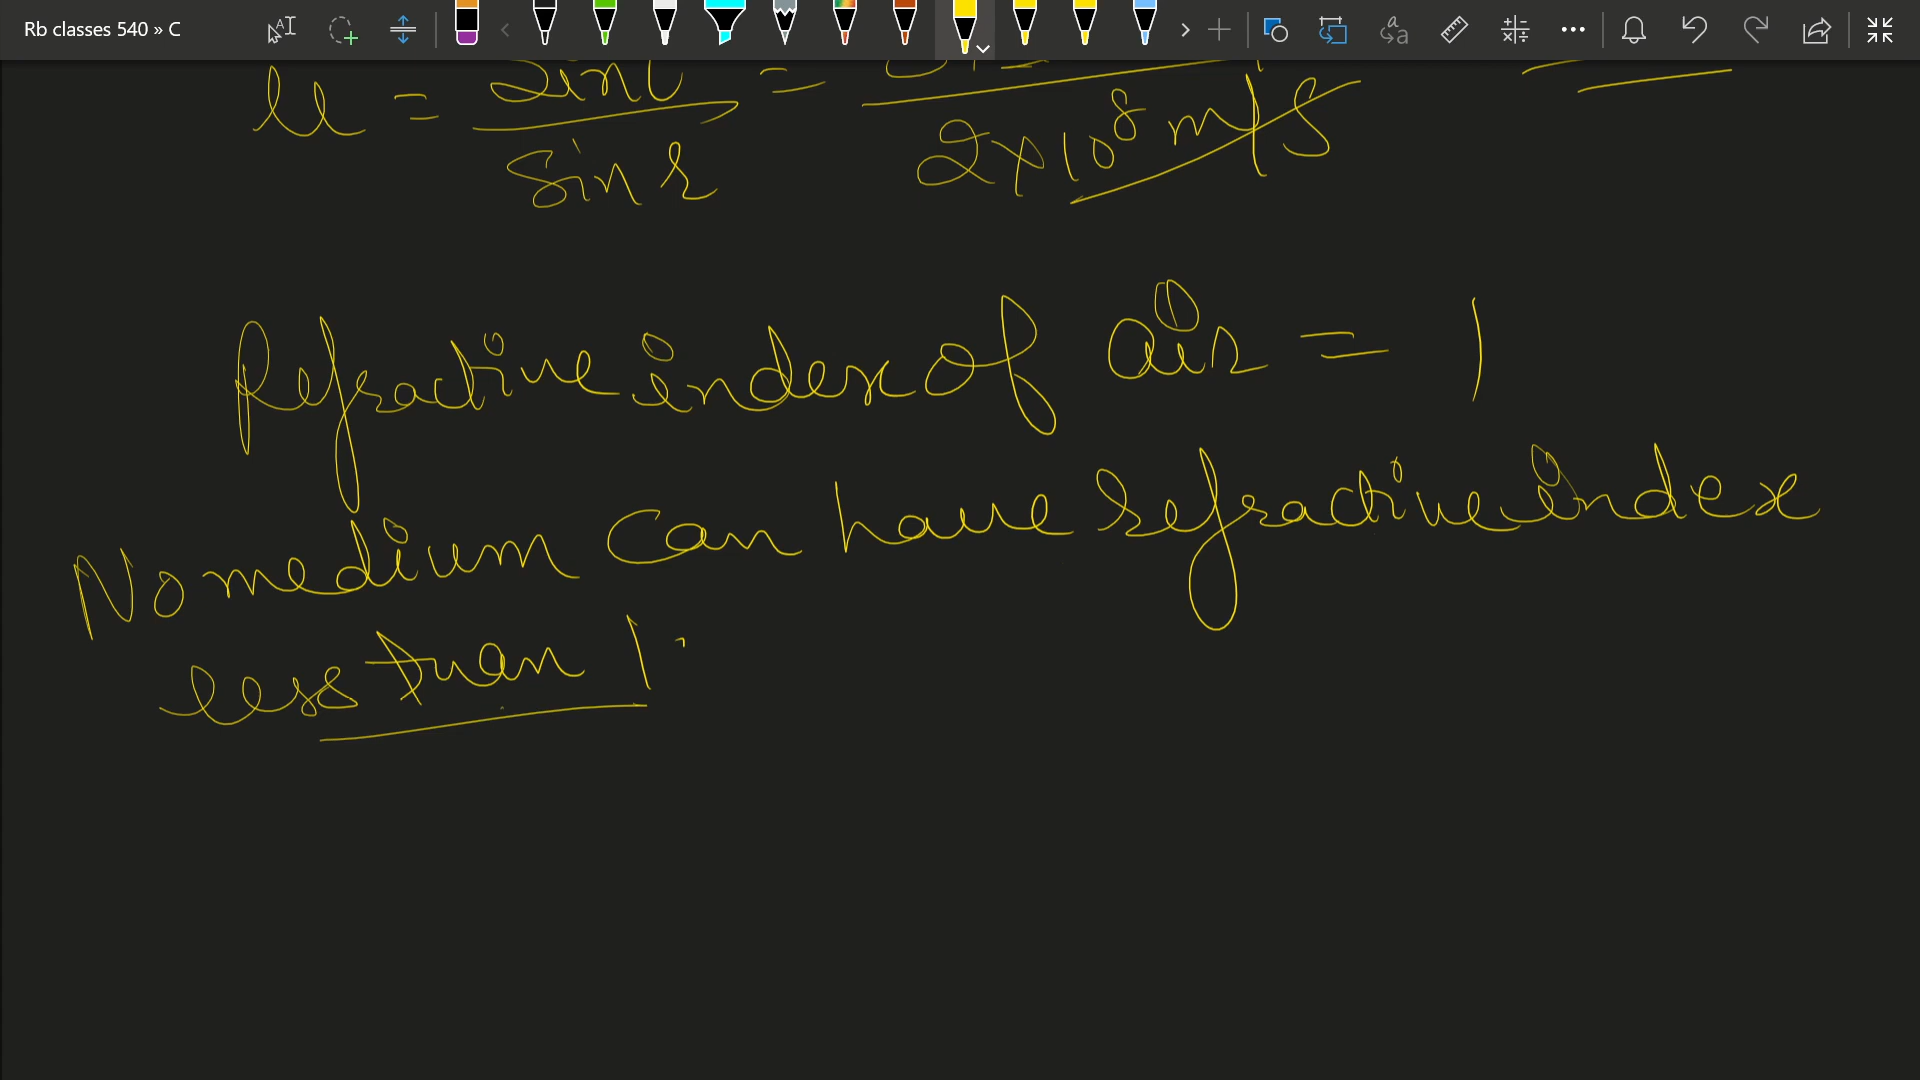 Rb classes 540 » C
μ = sin i / sin r = / 2×10⁸ m/s
Refractive index of air = 1
No medium can have refractive index
less than 1.